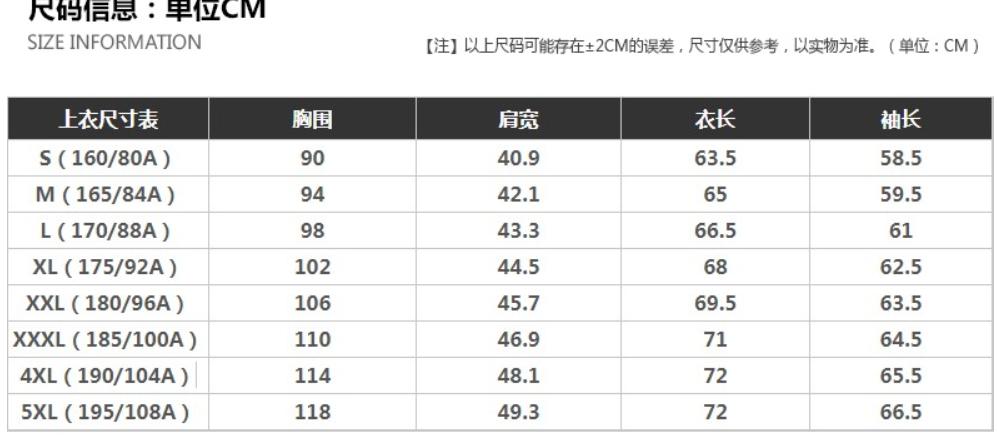 尺码信息：单位CM
SIZE INFORMATION
【注】以上尺码可能存在±2CM的误差，尺寸仅供参考，以实物为准。（单位：CM）
上衣尺寸表 胸围 肩宽 衣长 袖长
S（160/80A） 90 40.9 63.5 58.5
M（165/84A） 94 42.1 65 59.5
L（170/88A） 98 43.3 66.5 61
XL（175/92A） 102 44.5 68 62.5
XXL（180/96A） 106 45.7 69.5 63.5
XXXL（185/100A） 110 46.9 71 64.5
4XL（190/104A） 114 48.1 72 65.5
5XL（195/108A） 118 49.3 72 66.5